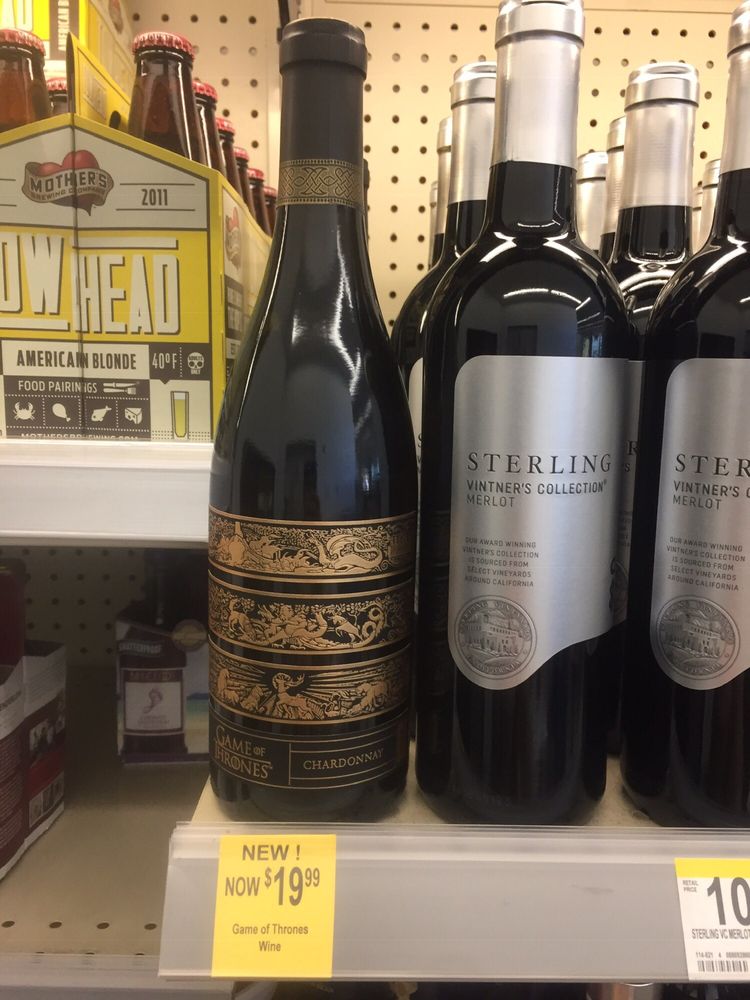 MOTHER'S
BREWING COMPANY
2011
OW HEAD
AMERICAN BLONDE
40°F
FOOD PAIRINGS
MOTHERSBREWING.COM
GAME OF
THRONES
CHARDONNAY
STERLING
VINTNER'S COLLECTION®
MERLOT
OUR AWARD WINNING
VINTNER'S COLLECTION
IS SOURCED FROM
SELECT VINEYARDS
AROUND CALIFORNIA
STER
VINTNER'S C
MERLOT
OUR AWARD WINNING
VINTNER'S COLLECTION
IS SOURCED FROM
SELECT VINEYARDS
AROUND CALIFORNIA
NEW !
NOW $19.99
Game of Thrones
Wine
RETAIL
PRICE
10
STERLING VC MERLOT